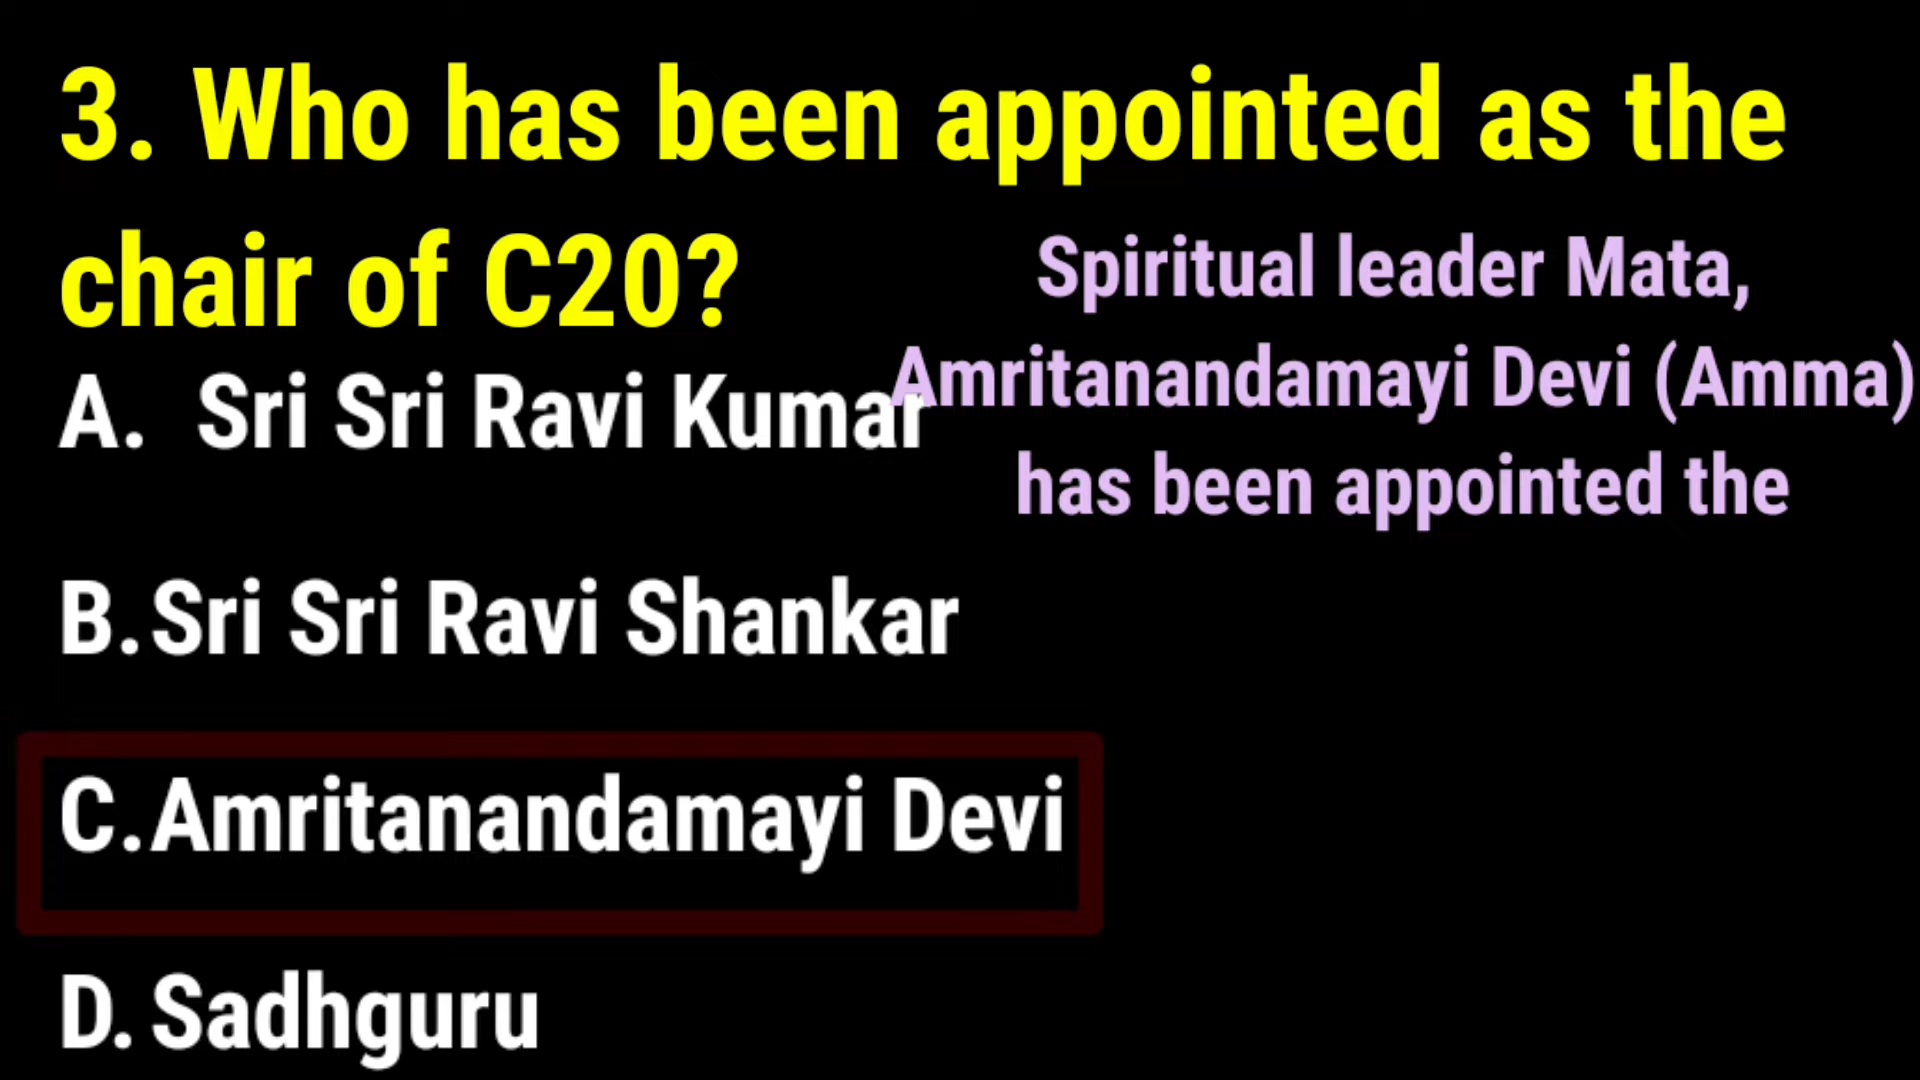 3. Who has been appointed as the
chair of C20?
Spiritual leader Mata,
Amritanandamayi Devi (Amma)
has been appointed the
A. Sri Sri Ravi Kumar
B. Sri Sri Ravi Shankar
C. Amritanandamayi Devi
D. Sadhguru